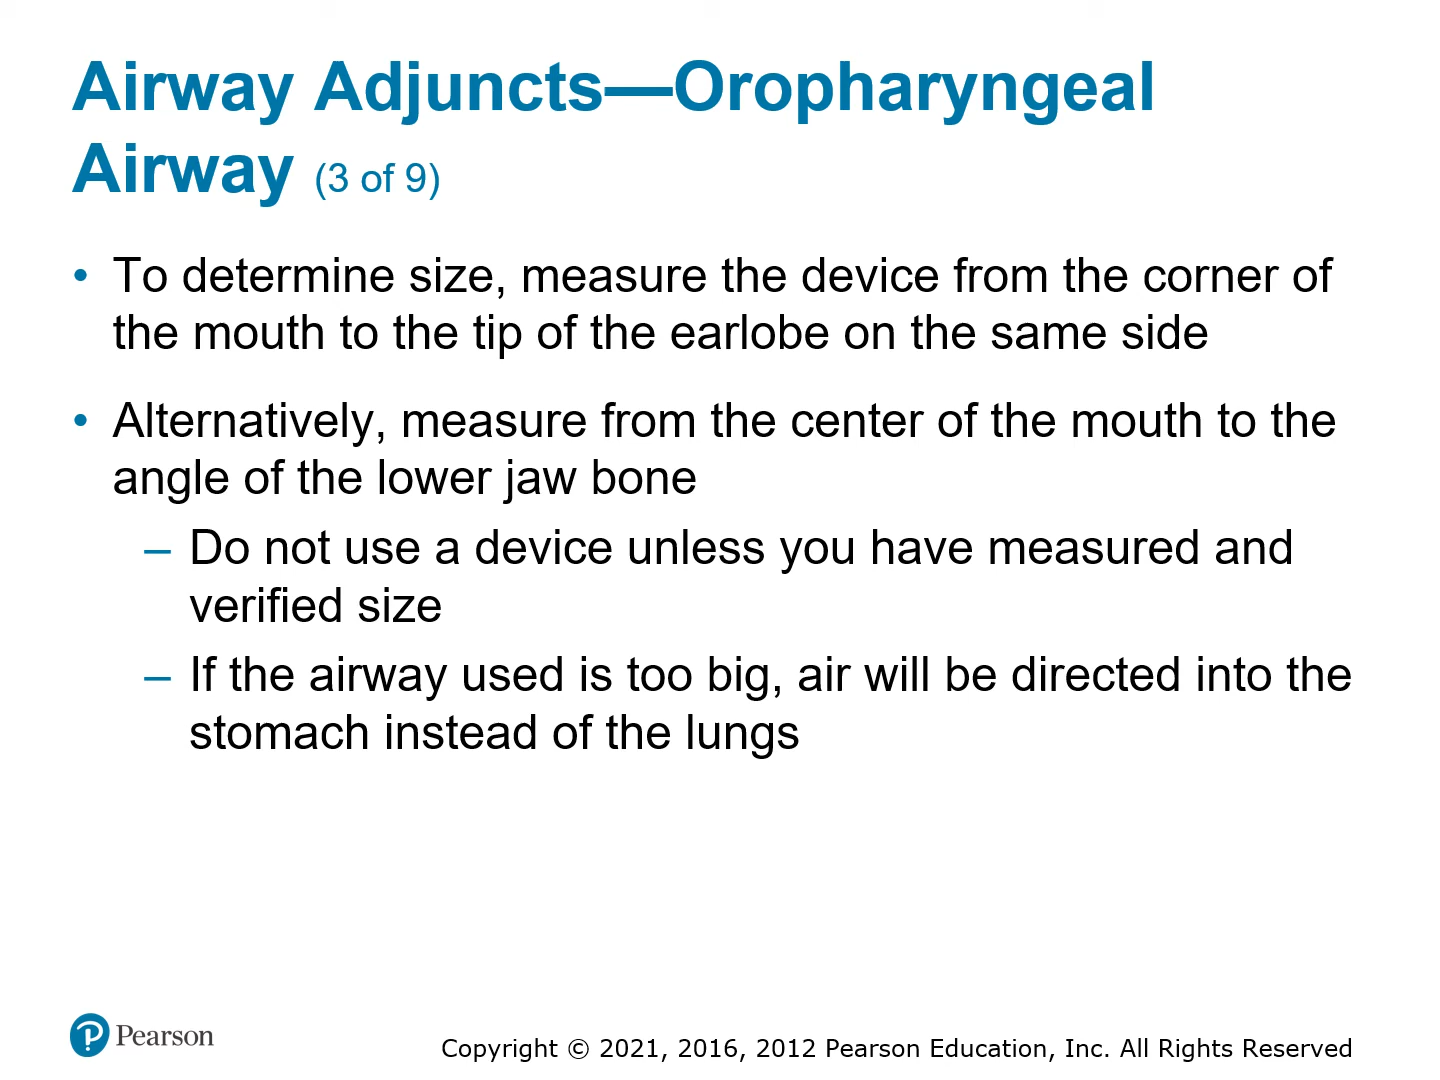 Airway Adjuncts—Oropharyngeal
Airway (3 of 9)
• To determine size, measure the device from the corner of
the mouth to the tip of the earlobe on the same side
• Alternatively, measure from the center of the mouth to the
angle of the lower jaw bone
– Do not use a device unless you have measured and
verified size
– If the airway used is too big, air will be directed into the
stomach instead of the lungs
Pearson
Copyright © 2021, 2016, 2012 Pearson Education, Inc. All Rights Reserved